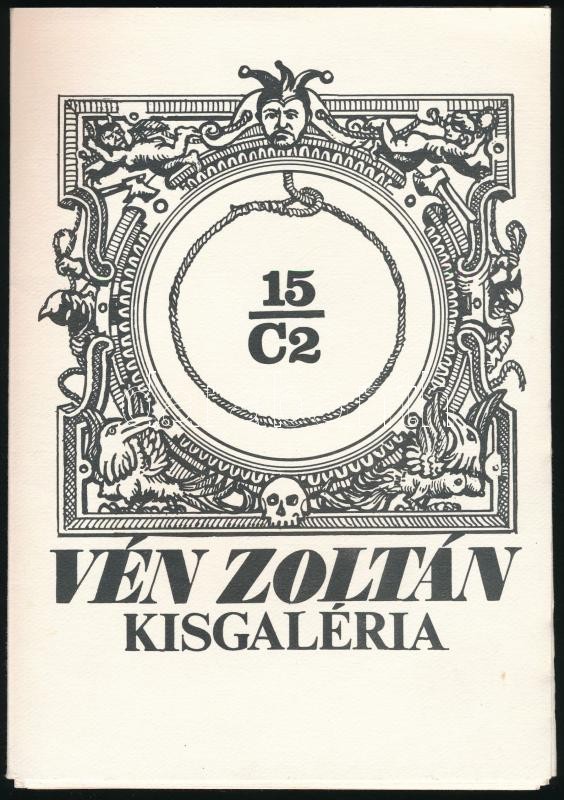 15
C2
VÉN ZOLTÁN
KISGALÉRIA